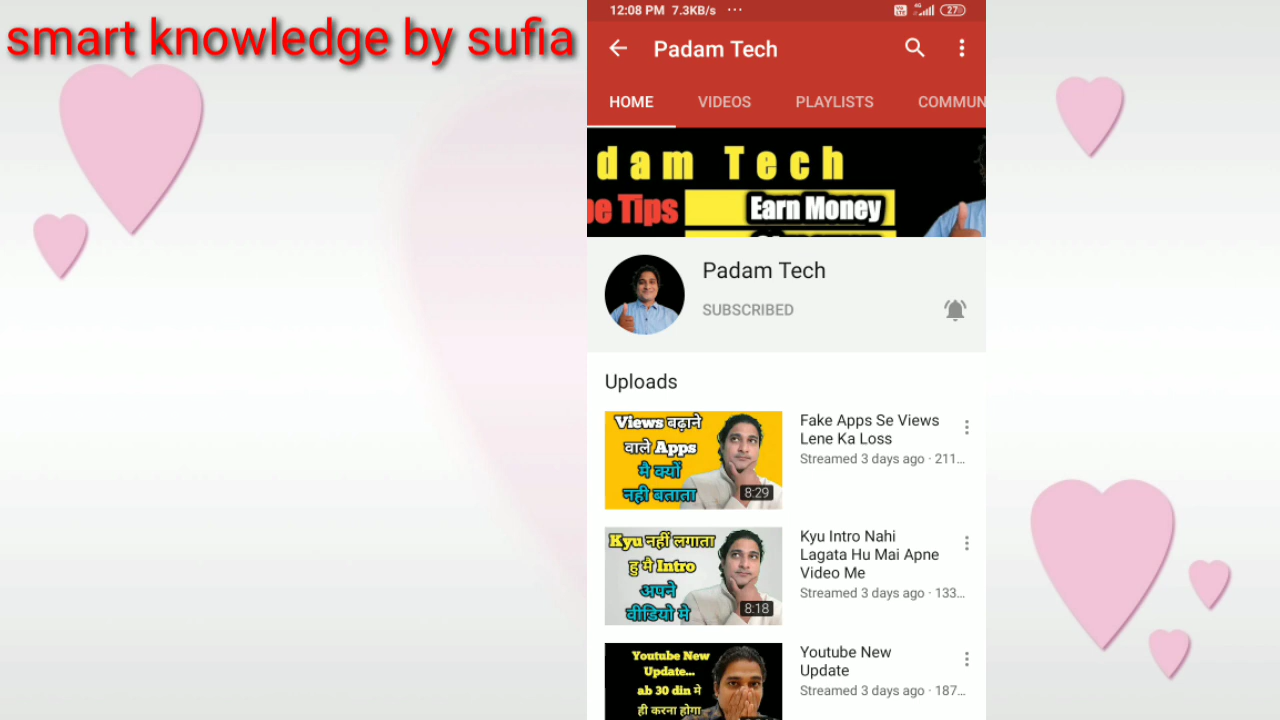 smart knowledge by sufia
12:08 PM 7.3KB/s ...
4G
27
Padam Tech
HOME VIDEOS PLAYLISTS COMMUN
dam Tech
be Tips Earn Money
Padam Tech
SUBSCRIBED
Uploads
Views बढ़ाने
वाले Apps
मै क्यों
नही बताता
8:29
Fake Apps Se Views
Lene Ka Loss
Streamed 3 days ago · 211...
Kyu नहीं लगाता
हु मै Intro
अपने
वीडियो मे
8:18
Kyu Intro Nahi
Lagata Hu Mai Apne
Video Me
Streamed 3 days ago · 133...
Youtube New
Update...
ab 30 din मे
ही करना होगा
Youtube New
Update
Streamed 3 days ago · 187...